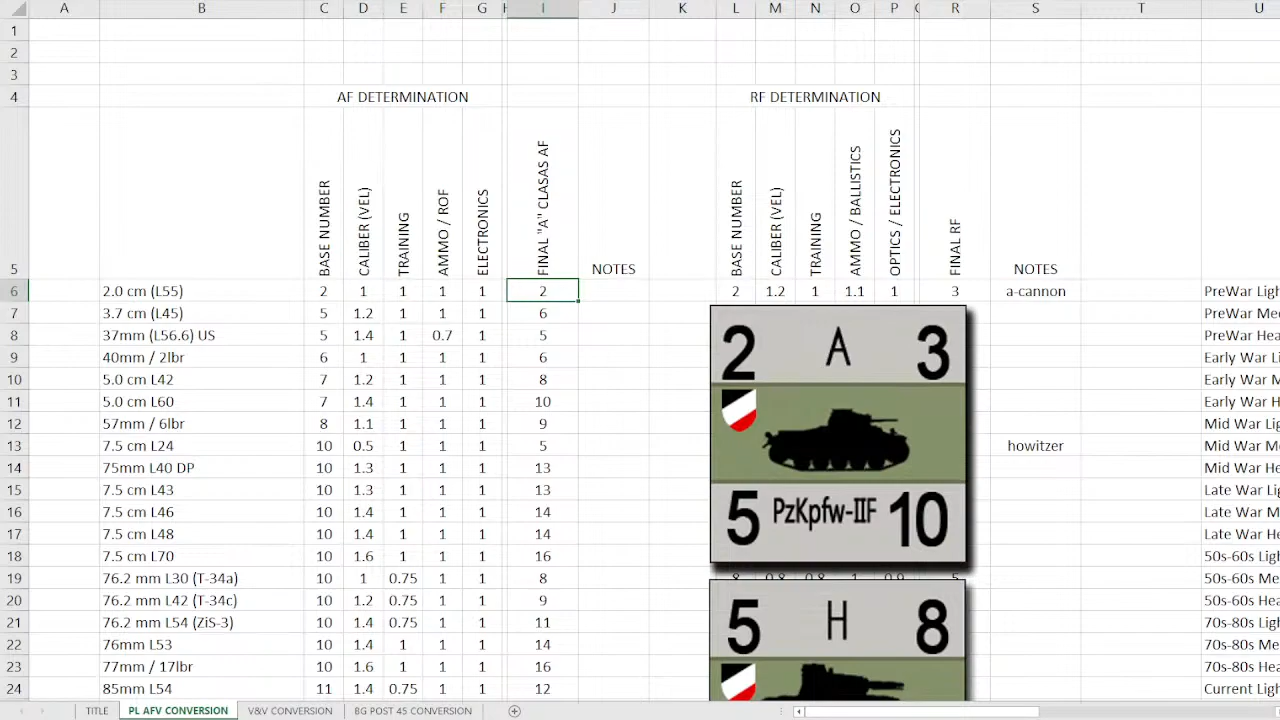 A B C D E F G H I J K L M N O P Q R S T U
1
2
3
4 AF DETERMINATION RF DETERMINATION
5 BASE NUMBER CALIBER (VEL) TRAINING AMMO / ROF ELECTRONICS FINAL "A" CLASAS AF NOTES BASE NUMBER CALIBER (VEL) TRAINING AMMO / BALLISTICS OPTICS / ELECTRONICS FINAL RF NOTES
6 2.0 cm (L55) 2 1 1 1 1 2 2 1.2 1 1.1 1 3 a-cannon PreWar Ligh
7 3.7 cm (L45) 5 1.2 1 1 1 6 PreWar Me
8 37mm (L56.6) US 5 1.4 1 0.7 1 5 PreWar Hea
9 40mm / 2lbr 6 1 1 1 1 6 Early War Li
10 5.0 cm L42 7 1.2 1 1 1 8 Early War M
11 5.0 cm L60 7 1.4 1 1 1 10 Early War H
12 57mm / 6lbr 8 1.1 1 1 1 9 Mid War Lig
13 7.5 cm L24 10 0.5 1 1 1 5 howitzer Mid War Me
14 75mm L40 DP 10 1.3 1 1 1 13 Mid War He
15 7.5 cm L43 10 1.3 1 1 1 13 Late War Lig
16 7.5 cm L46 10 1.4 1 1 1 14 Late War M
17 7.5 cm L48 10 1.4 1 1 1 14 Late War He
18 7.5 cm L70 10 1.6 1 1 1 16 50s-60s Ligh
19 76.2 mm L30 (T-34a) 10 1 0.75 1 1 8 50s-60s Me
20 76.2 mm L42 (T-34c) 10 1.2 0.75 1 1 9 50s-60s Hea
21 76.2 mm L54 (ZiS-3) 10 1.4 0.75 1 1 11 70s-80s Ligh
22 76mm L53 10 1.4 1 1 1 14 70s-80s Me
23 77mm / 17lbr 10 1.6 1 1 1 16 70s-80s Hea
24 85mm L54 11 1.4 0.75 1 1 12 Current Ligh
2 A 3
5 PzKpfw-IIF 10
5 H 8
TITLE PL AFV CONVERSION V&V CONVERSION BG POST 45 CONVERSION